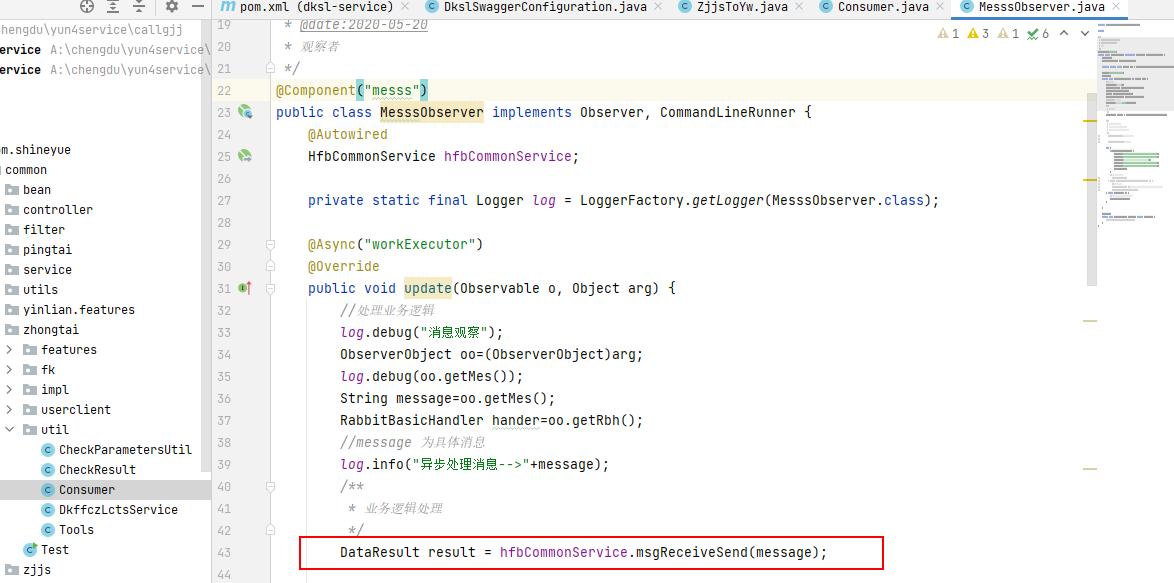 pom.xml (dksl-service)
DkslSwaggerConfiguration.java
ZjjsToYw.java
Consumer.java
MesssObserver.java
1 3 1 6
hengdu\yun4service\callgjj
ervice A:\chengdu\yun4service\
ervice A:\chengdu\yun4service\
m.shineyue
common
bean
controller
filter
pingtai
service
utils
yinlian.features
zhongtai
features
fk
impl
userclient
util
CheckParametersUtil
CheckResult
Consumer
DkffczLctsService
Tools
Test
zjjs
19 * @date:2020-05-20
20 * 观察者
21 */
22 @Component("messs")
23 public class MesssObserver implements Observer, CommandLineRunner {
24 @Autowired
25 HfbCommonService hfbCommonService;
26
27 private static final Logger log = LoggerFactory.getLogger(MesssObserver.class);
28
29 @Async("workExecutor")
30 @Override
31 public void update(Observable o, Object arg) {
32 //处理业务逻辑
33 log.debug("消息观察");
34 ObserverObject oo=(ObserverObject)arg;
35 log.debug(oo.getMes());
36 String message=oo.getMes();
37 RabbitBasicHandler hander=oo.getRbh();
38 //message 为具体消息
39 log.info("异步处理消息-->"+message);
40 /**
41 * 业务逻辑处理
42 */
43 DataResult result = hfbCommonService.msgReceiveSend(message);
44